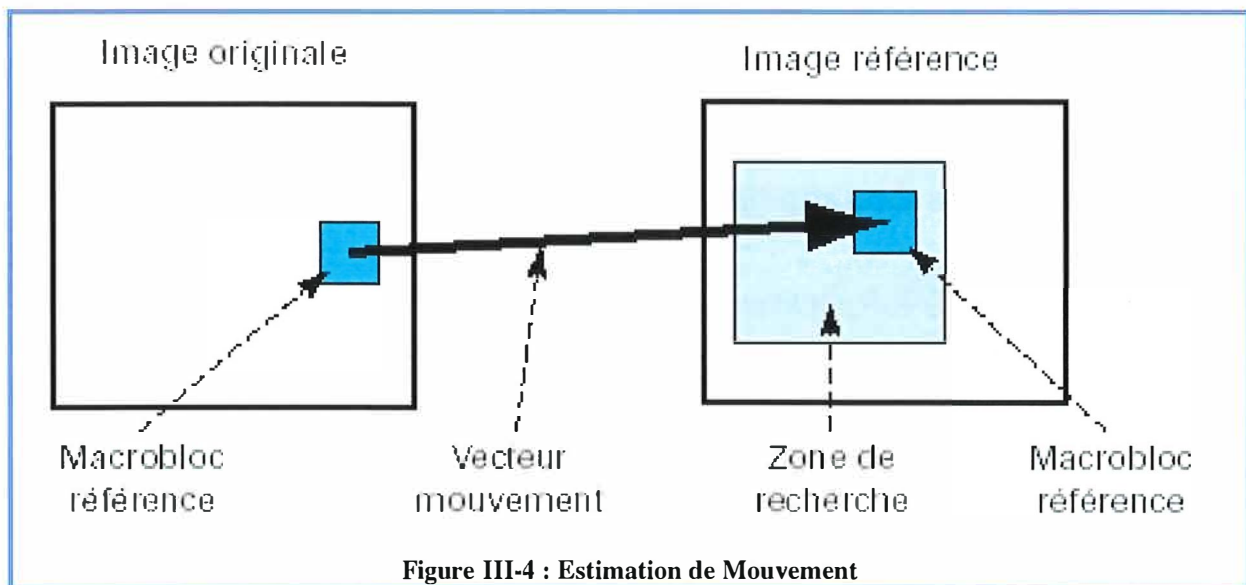 Image originale
Image référence
Macrobloc
référence
Vecteur
mouvement
Zone de
recherche
Macrobloc
référence
Figure III-4 : Estimation de Mouvement